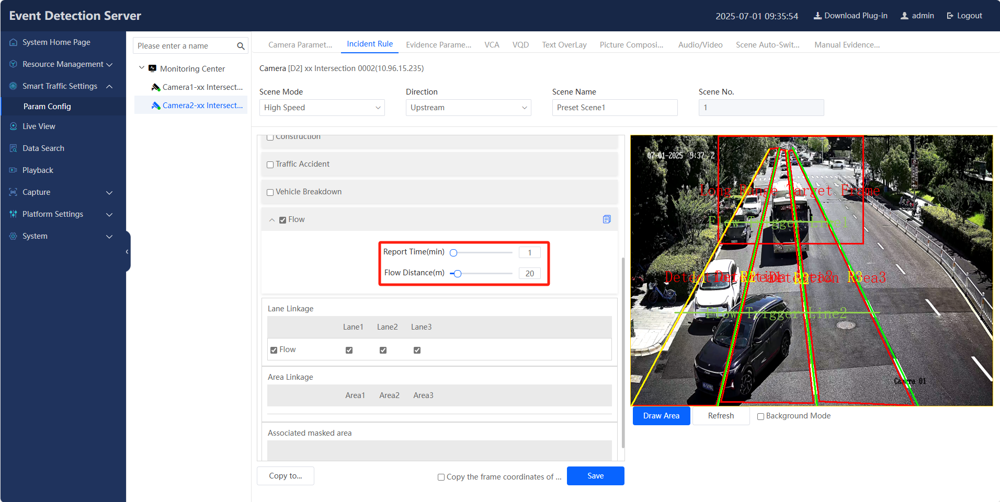 Event Detection Server
2025-07-01 09:35:54
Download Plug-in
admin
Logout
System Home Page
Resource Management
Smart Traffic Settings
Param Config
Live View
Data Search
Playback
Capture
Platform Settings
System
Please enter a name
Monitoring Center
Camera1-xx Intersect...
Camera2-xx Intersect...
Camera Paramet...
Incident Rule
Evidence Parame...
VCA
VQD
Text OverLay
Picture Composi...
Audio/Video
Scene Auto-Swit...
Manual Evidence...
Camera [D2] xx Intersection 0002(10.96.15.235)
Scene Mode
Direction
Scene Name
Scene No.
High Speed
Upstream
Preset Scene1
1
Construction
Traffic Accident
Vehicle Breakdown
Flow
Report Time(min)
1
Flow Distance(m)
20
Lane Linkage
Lane1 Lane2 Lane3
Flow
Area Linkage
Area1 Area2 Area3
Associated masked area
Copy to...
Copy the frame coordinates of ...
Save
07-01-2025 9:37 2
Long Range Target Frame
Flow Trigger Line1
L1
R2
R2
R3
Flow Trigger Line2
Camera 01
Draw Area
Refresh
Background Mode